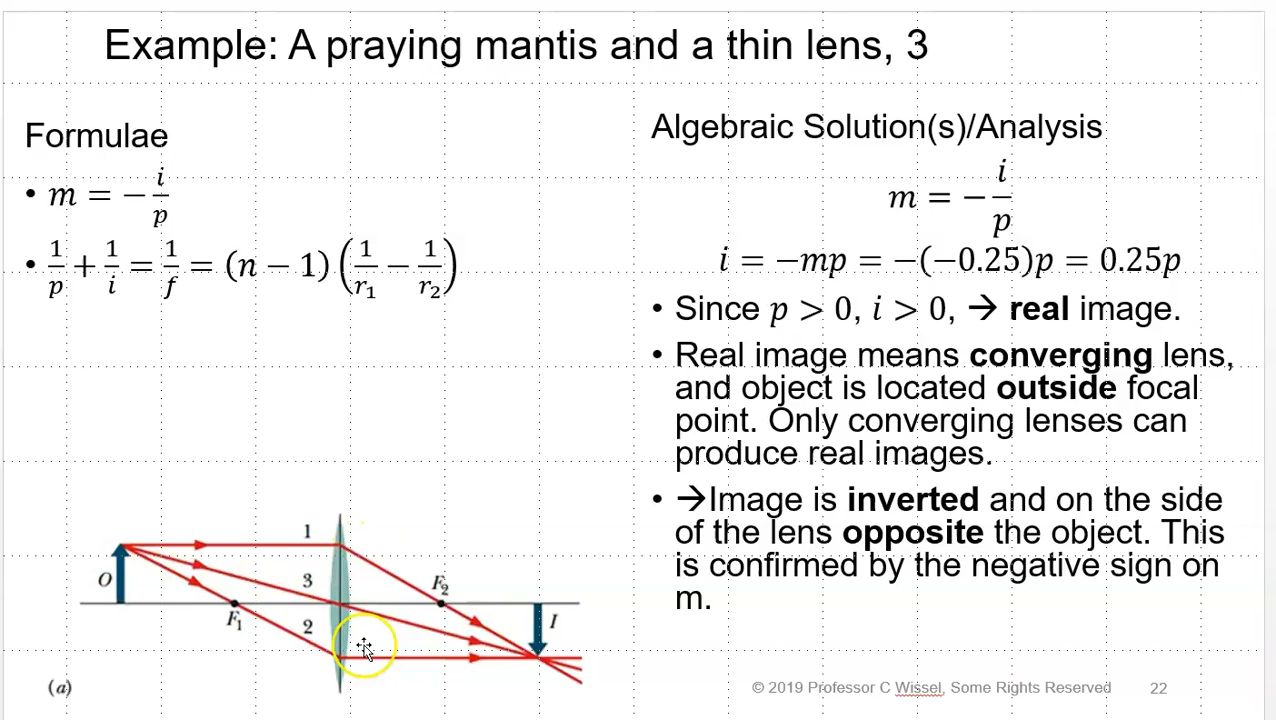 Example: A praying mantis and a thin lens, 3
Formulae
• m = −i/p
• 1/p + 1/i = 1/f = (n − 1)(1/r₁ − 1/r₂)
Algebraic Solution(s)/Analysis
m = −i/p
i = −mp = −(−0.25)p = 0.25p
• Since p > 0, i > 0, → real image.
• Real image means converging lens,
and object is located outside focal
point. Only converging lenses can
produce real images.
• →Image is inverted and on the side
of the lens opposite the object. This
is confirmed by the negative sign on
m.
1
O
3
F₂
F₁
2
I
(a)
© 2019 Professor C Wissel, Some Rights Reserved
22